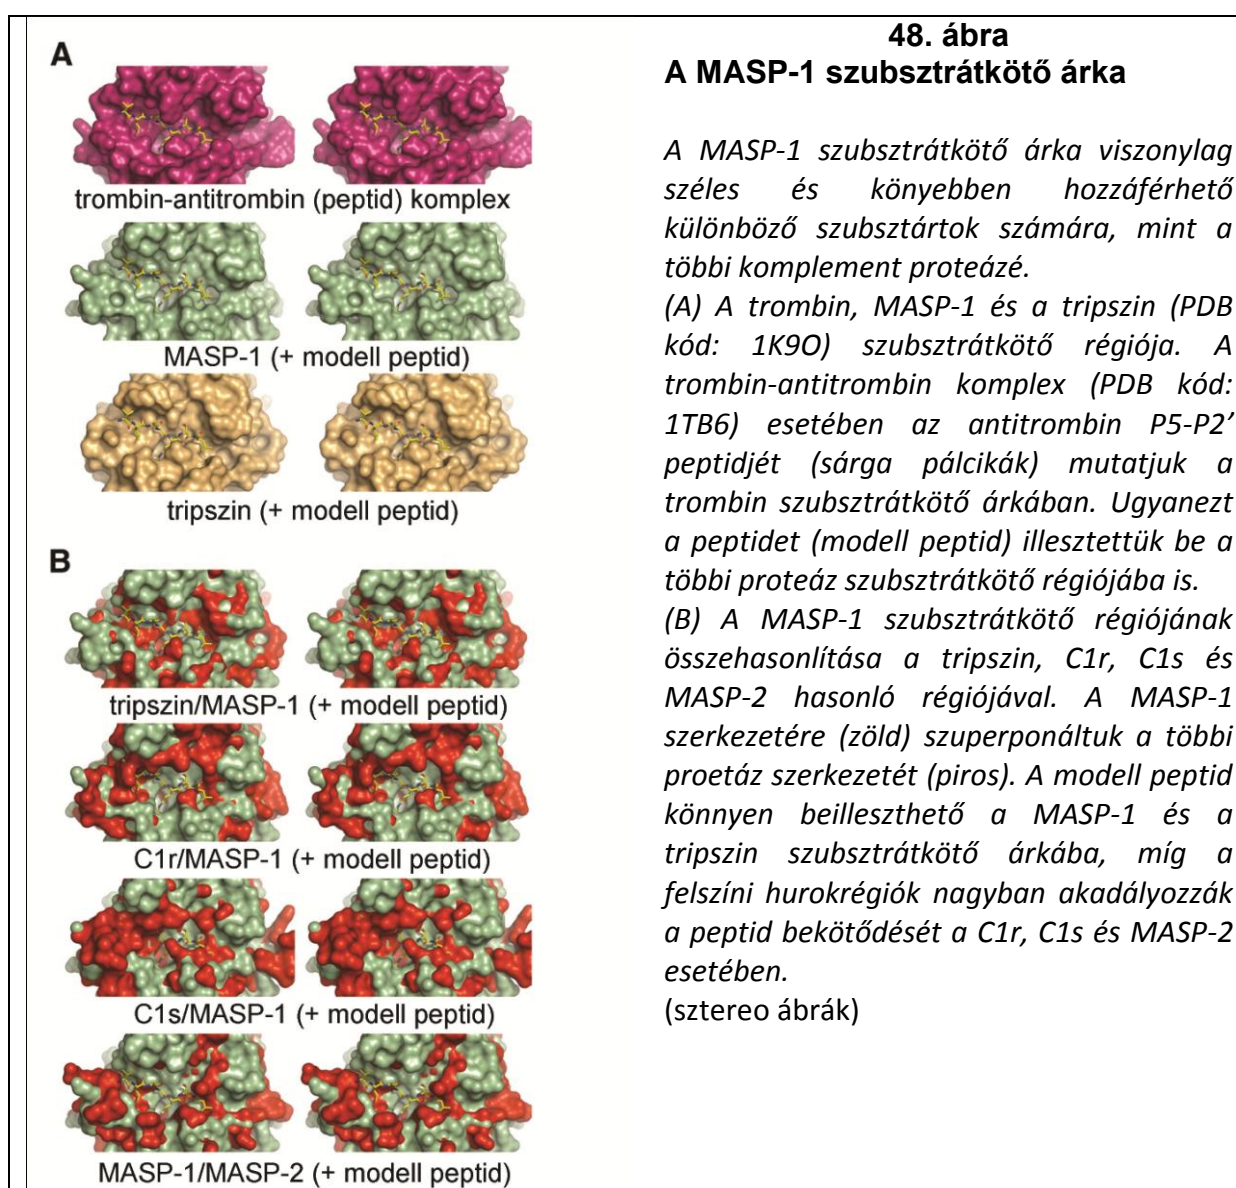 A
trombin-antitrombin (peptid) komplex
MASP-1 (+ modell peptid)
tripszin (+ modell peptid)
B
tripszin/MASP-1 (+ modell peptid)
C1r/MASP-1 (+ modell peptid)
C1s/MASP-1 (+ modell peptid)
MASP-1/MASP-2 (+ modell peptid)
48. ábra
A MASP-1 szubsztrátkötő árka
A MASP-1 szubsztrátkötő árka viszonylag
széles és könyebben hozzáférhető
különböző szubsztártok számára, mint a
többi komplement proteázé.
(A) A trombin, MASP-1 és a tripszin (PDB
kód: 1K9O) szubsztrátkötő régiója. A
trombin-antitrombin komplex (PDB kód:
1TB6) esetében az antitrombin P5-P2’
peptidjét (sárga pálcikák) mutatjuk a
trombin szubsztrátkötő árkában. Ugyanezt
a peptidet (modell peptid) illesztettük be a
többi proteáz szubsztrátkötő régiójába is.
(B) A MASP-1 szubsztrátkötő régiójának
összehasonlítása a tripszin, C1r, C1s és
MASP-2 hasonló régiójával. A MASP-1
szerkezetére (zöld) szuperponáltuk a többi
proetáz szerkezetét (piros). A modell peptid
könnyen beilleszthető a MASP-1 és a
tripszin szubsztrátkötő árkába, míg a
felszíni hurokrégiók nagyban akadályozzák
a peptid bekötődését a C1r, C1s és MASP-2
esetében.
(sztereo ábrák)